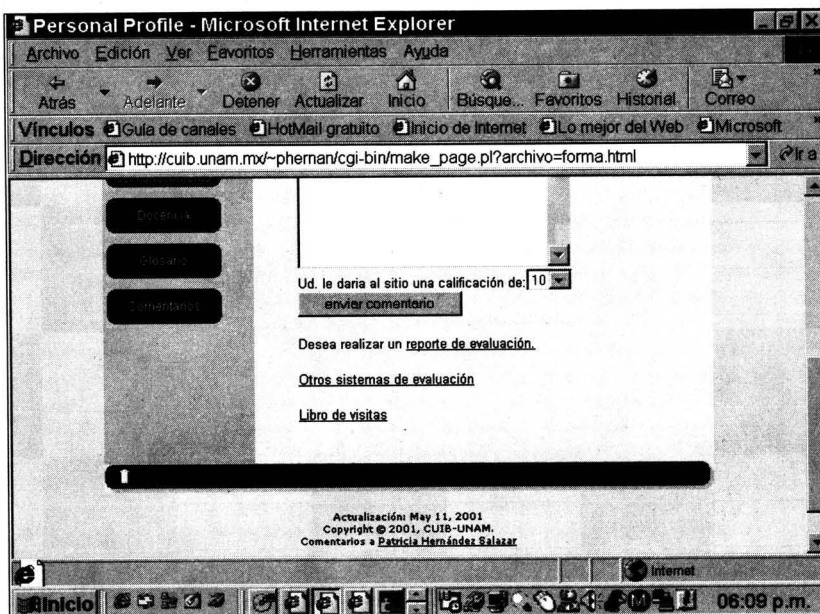 Personal Profile - Microsoft Internet Explorer
Archivo Edición Ver Favoritos Herramientas Ayuda
Atrás Adelante Detener Actualizar Inicio Búsque... Favoritos Historial Correo
Vínculos Guía de canales HotMail gratuito Inicio de Internet Lo mejor del Web Microsoft
Dirección http://cuib.unam.mx/~phernan/cgi-bin/make_page.pl?archivo=forma.html Ir a
Docencia
Glosario
Comentarios
Ud. le daria al sitio una calificación de: 10
enviar comentario
Desea realizar un reporte de evaluación.
Otros sistemas de evaluación
Libro de visitas
Actualización: May 11, 2001
Copyright © 2001, CUIB-UNAM.
Comentarios a Patricia Hernández Salazar
Internet
Inicio 06:09 p.m.